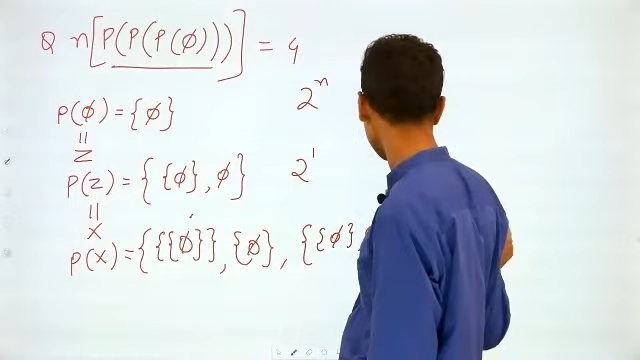 Q n[P(P(P(ϕ)))] = 4
2^n
P(ϕ) = {ϕ}
=
Z
P(Z) = {{ϕ}, ϕ}
2^1
=
X
P(X) = {{{ϕ}}, {ϕ}, {{ϕ}